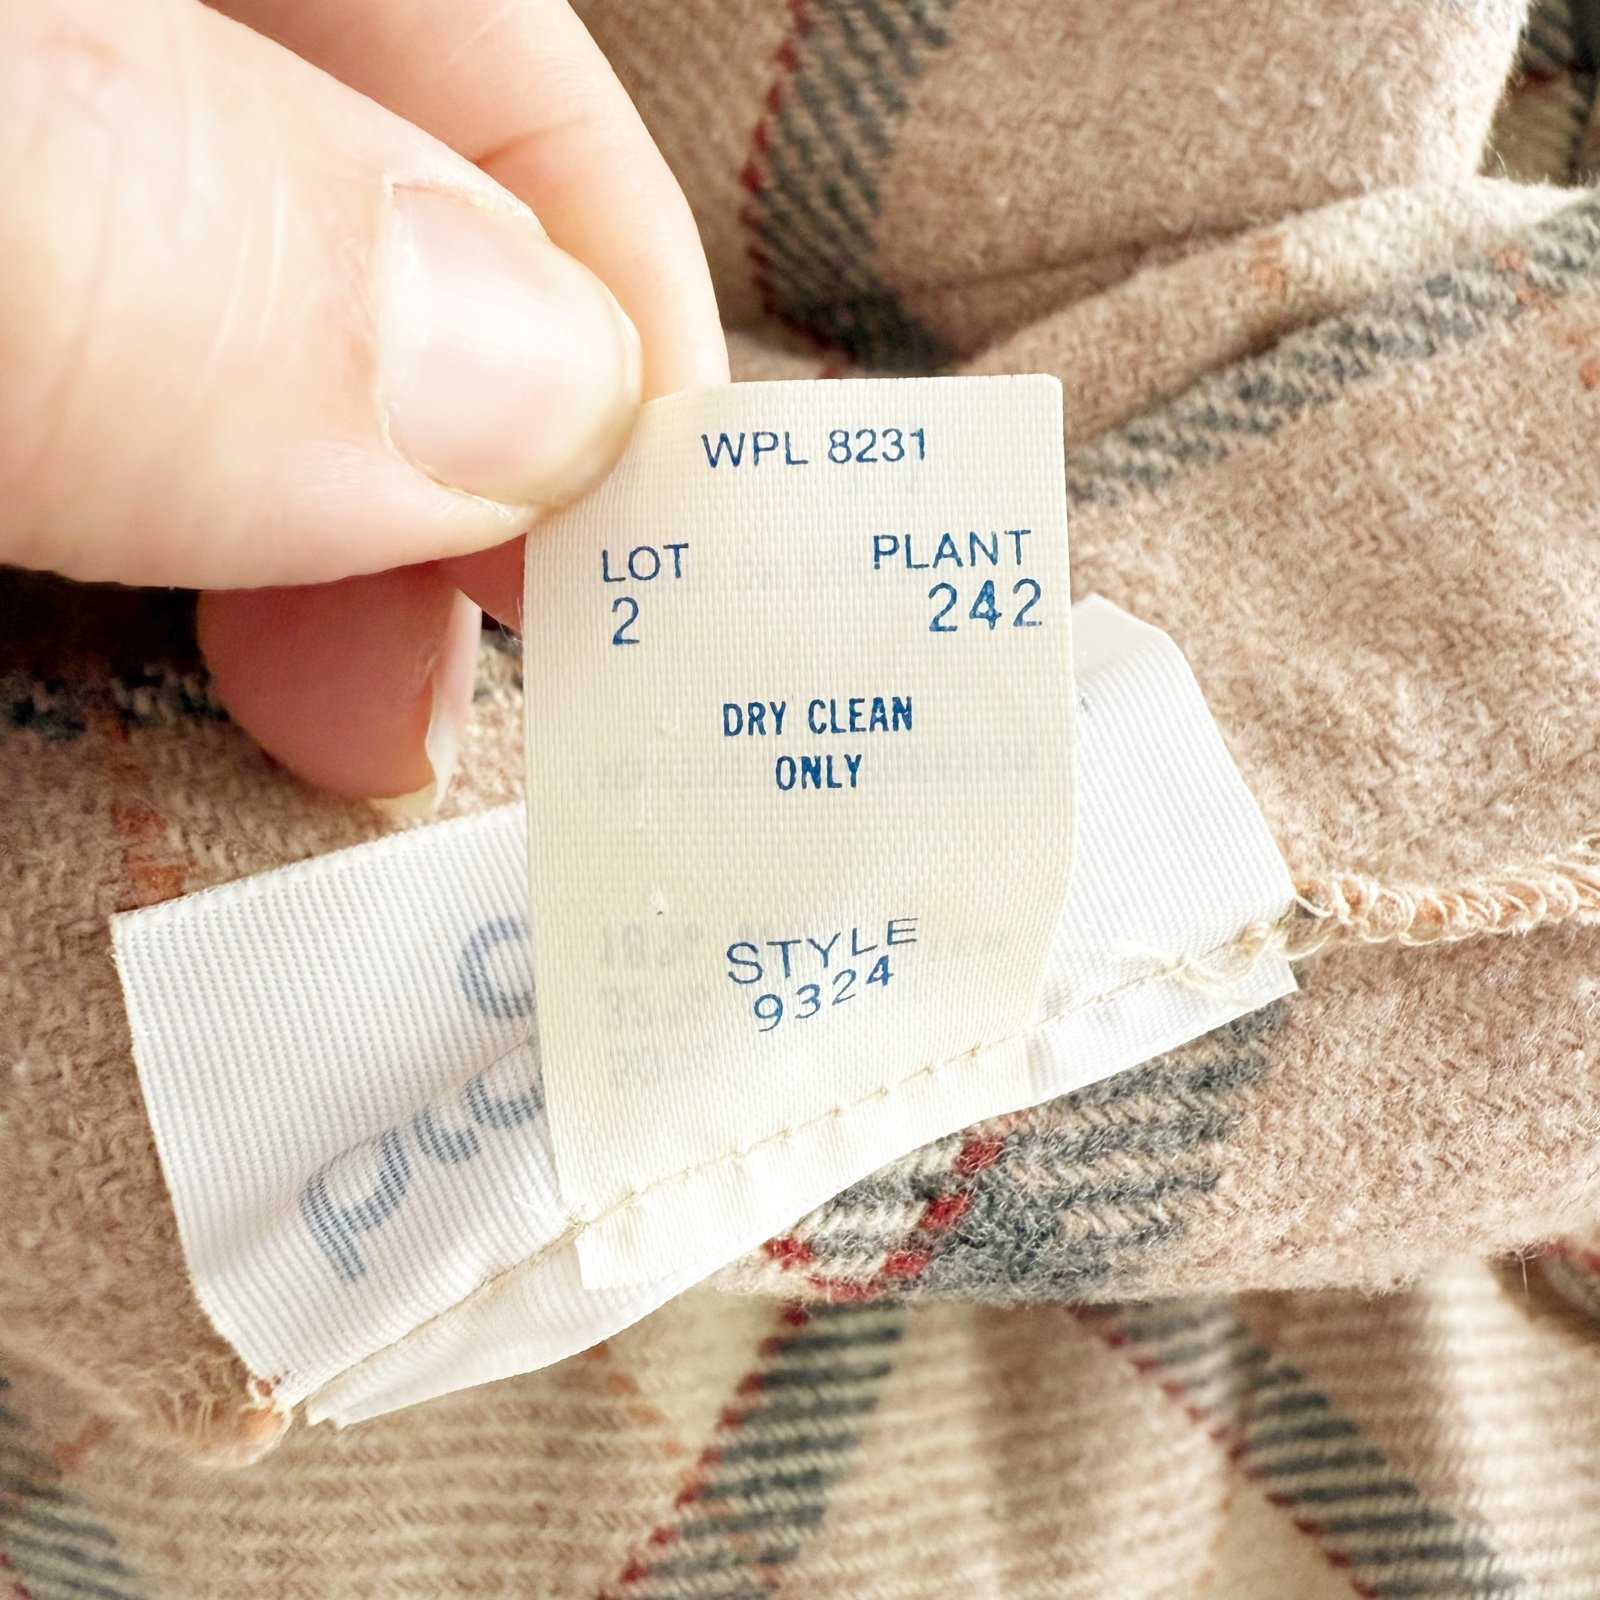 WPL 8231
LOT PLANT
2 242
DRY CLEAN
ONLY
STYLE
9324